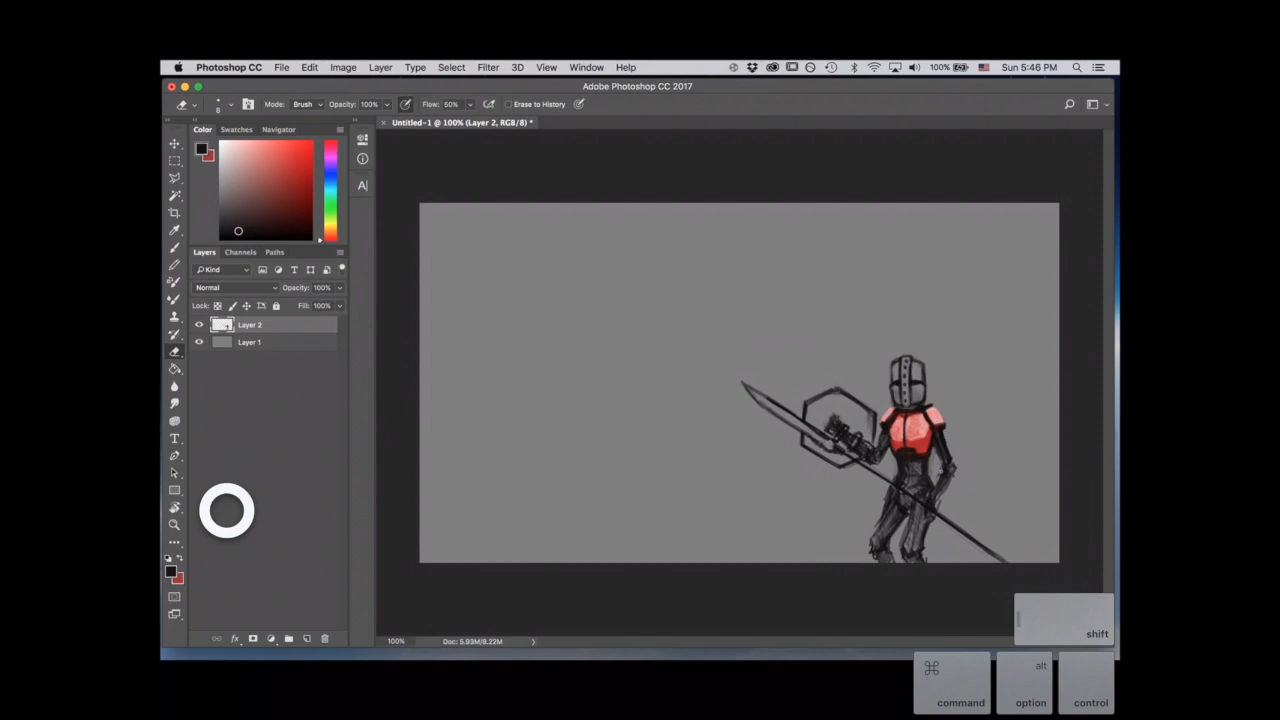 Photoshop CC File Edit Image Layer Type Select Filter 3D View Window Help 100% Sun 5:46 PM
Adobe Photoshop CC 2017
8 Mode: Brush Opacity: 100% Flow: 50% Erase to History
Untitled-1 @ 100% (Layer 2, RGB/8) *
Color Swatches Navigator
A
Layers Channels Paths
Kind
Normal Opacity: 100%
Lock: Fill: 100%
Layer 2
Layer 1
fx
100% Doc: 5.93M/8.22M
shift
⌘ alt
command option control